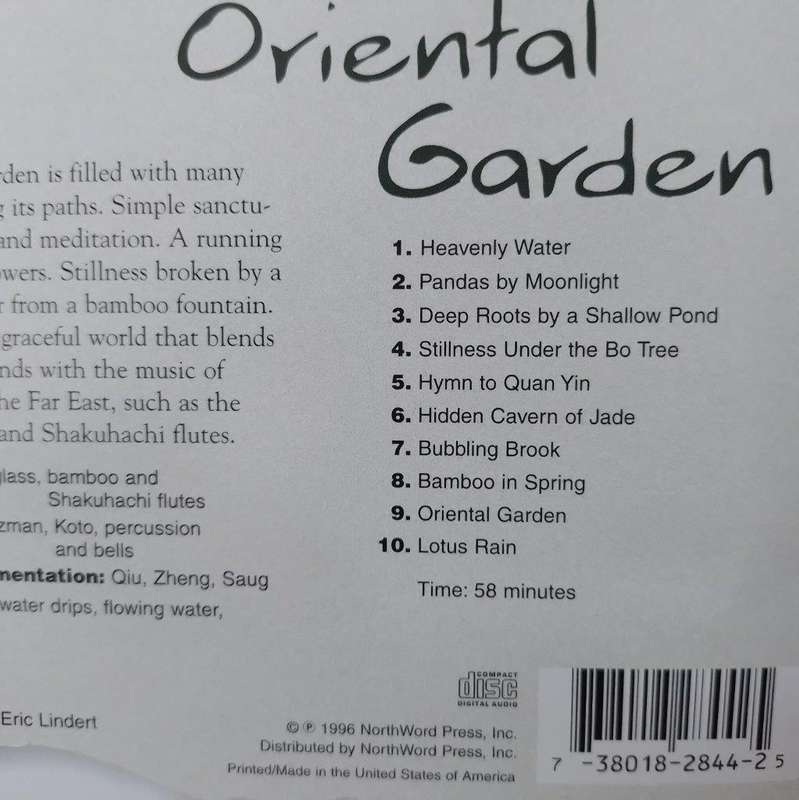 Oriental
Garden
rden is filled with many
g its paths. Simple sanctu-
and meditation. A running
owers. Stillness broken by a
r from a bamboo fountain.
graceful world that blends
nds with the music of
he Far East, such as the
and Shakuhachi flutes.
glass, bamboo and
Shakuhachi flutes
zman, Koto, percussion
and bells
mentation: Qiu, Zheng, Saug
water drips, flowing water,
Eric Lindert
1. Heavenly Water
2. Pandas by Moonlight
3. Deep Roots by a Shallow Pond
4. Stillness Under the Bo Tree
5. Hymn to Quan Yin
6. Hidden Cavern of Jade
7. Bubbling Brook
8. Bamboo in Spring
9. Oriental Garden
10. Lotus Rain
Time: 58 minutes
COMPACT
disc
DIGITAL AUDIO
© ℗ 1996 NorthWord Press, Inc.
Distributed by NorthWord Press, Inc.
Printed/Made in the United States of America
7 -38018-2844-2 5